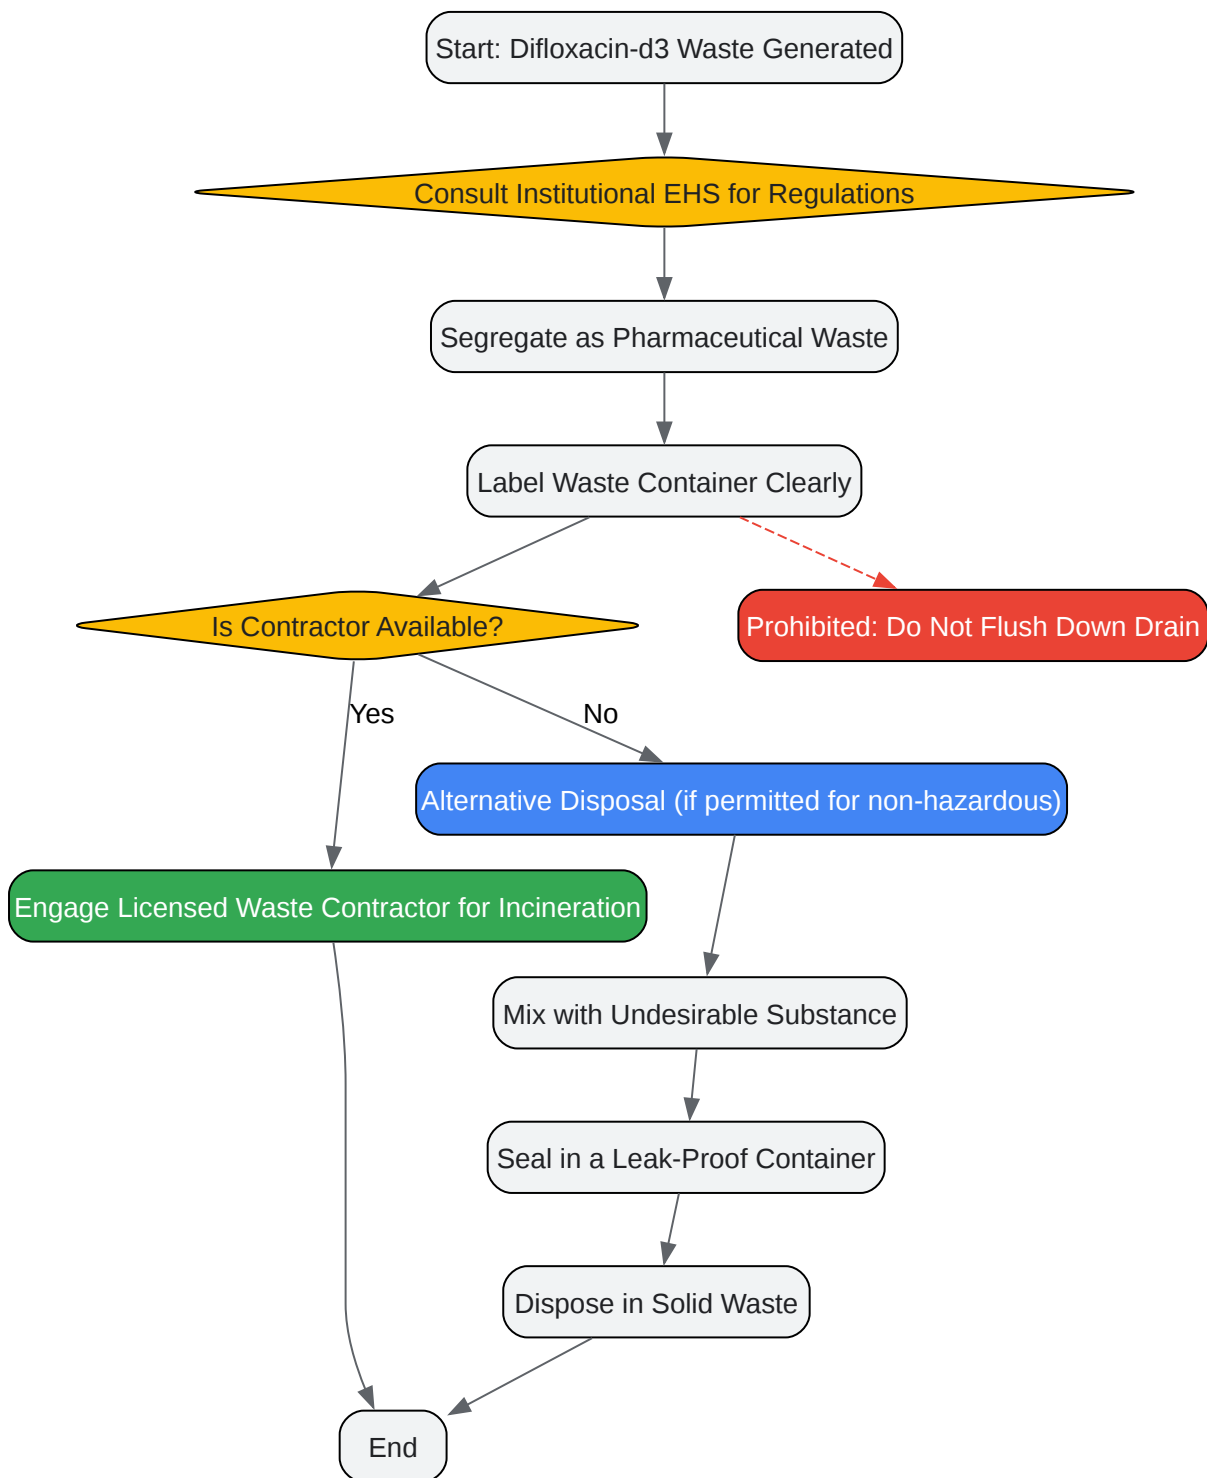 Start: Difloxacin-d3 Waste Generated
Consult Institutional EHS for Regulations
Segregate as Pharmaceutical Waste
Label Waste Container Clearly
Is Contractor Available?
Prohibited: Do Not Flush Down Drain
Yes
No
Alternative Disposal (if permitted for non-hazardous)
Engage Licensed Waste Contractor for Incineration
Mix with Undesirable Substance
Seal in a Leak-Proof Container
Dispose in Solid Waste
End